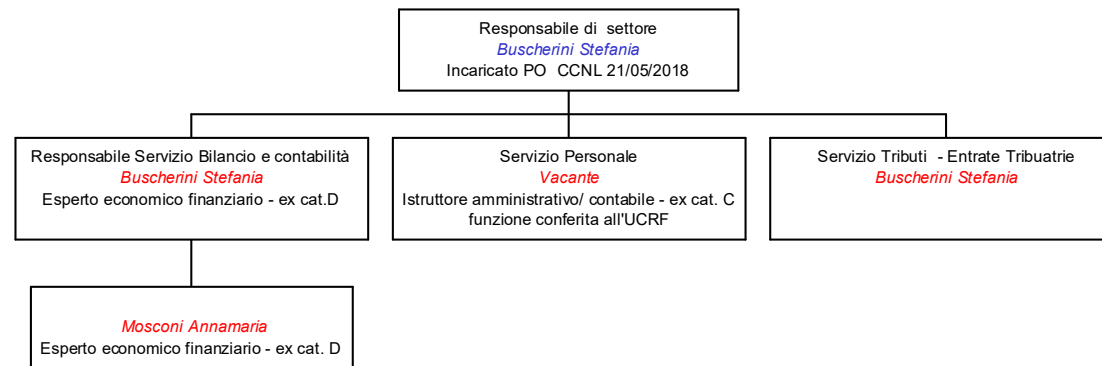 Responsabile di settore
Buscherini Stefania
Incaricato PO CCNL 21/05/2018
Responsabile Servizio Bilancio e contabilità
Buscherini Stefania
Esperto economico finanziario - ex cat.D
Servizio Personale
Vacante
Istruttore amministrativo/ contabile - ex cat. C
funzione conferita all'UCRF
Servizio Tributi - Entrate Tribuatrie
Buscherini Stefania
Mosconi Annamaria
Esperto economico finanziario - ex cat. D